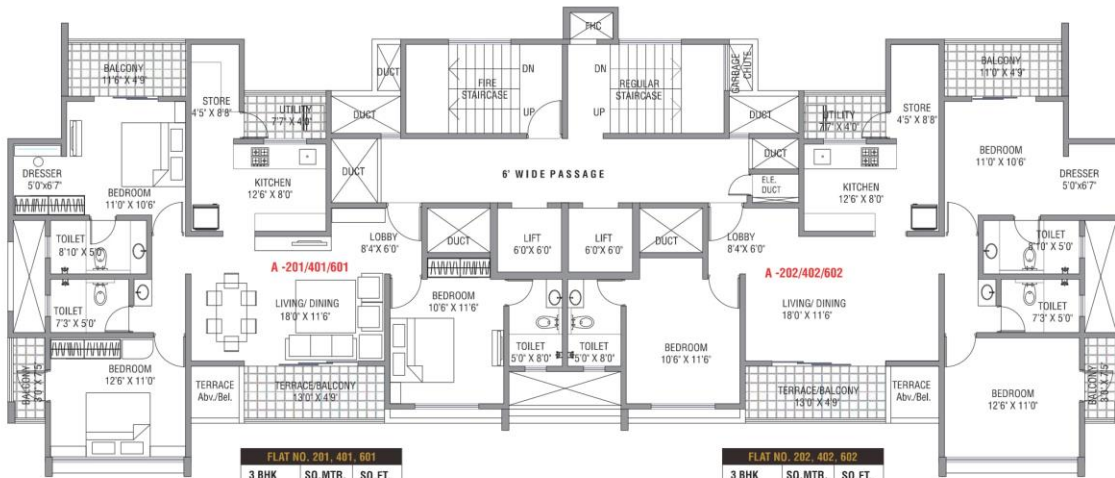 FHC
BALCONY
11'6" X 4'9"
DUCT
FIRE
STAIRCASE
DN
UP
DN
UP
REGULAR
STAIRCASE
GARBAGE
CHUTE
BALCONY
11'0" X 4'9"
STORE
4'5" X 8'8"
UTILITY
7'7" X 4'0"
DUCT
DUCT
UTILITY
7'7" X 4'0"
STORE
4'5" X 8'8"
DRESSER
5'0"x6'7"
BEDROOM
11'0" X 10'6"
KITCHEN
12'6" X 8'0"
DUCT
6' WIDE PASSAGE
DUCT
ELE.
DUCT
KITCHEN
12'6" X 8'0"
BEDROOM
11'0" X 10'6"
DRESSER
5'0"x6'7"
TOILET
8'10" X 5'0"
LOBBY
8'4"X 6'0"
DUCT
LIFT
6'0"X 6'0"
LIFT
6'0"X 6'0"
DUCT
LOBBY
8'4"X 6'0"
TOILET
8'10" X 5'0"
A -201/401/601
A -202/402/602
TOILET
7'3" X 5'0"
LIVING/ DINING
18'0" X 11'6"
BEDROOM
10'6" X 11'6"
TOILET
5'0" X 8'0"
TOILET
5'0" X 8'0"
BEDROOM
10'6" X 11'6"
LIVING/ DINING
18'0" X 11'6"
TOILET
7'3" X 5'0"
BALCONY
3'0" X 7'5"
BEDROOM
12'6" X 11'0"
TERRACE
Abv./Bel.
TERRACE/BALCONY
13'0" X 4'9"
TERRACE/BALCONY
13'0" X 4'9"
TERRACE
Abv./Bel.
BEDROOM
12'6" X 11'0"
BALCONY
3'0" X 7'5"
FLAT NO. 201, 401, 601
3 BHK SQ.MTR. SQ.FT.
FLAT NO. 202, 402, 602
3 BHK SQ.MTR. SQ.FT.